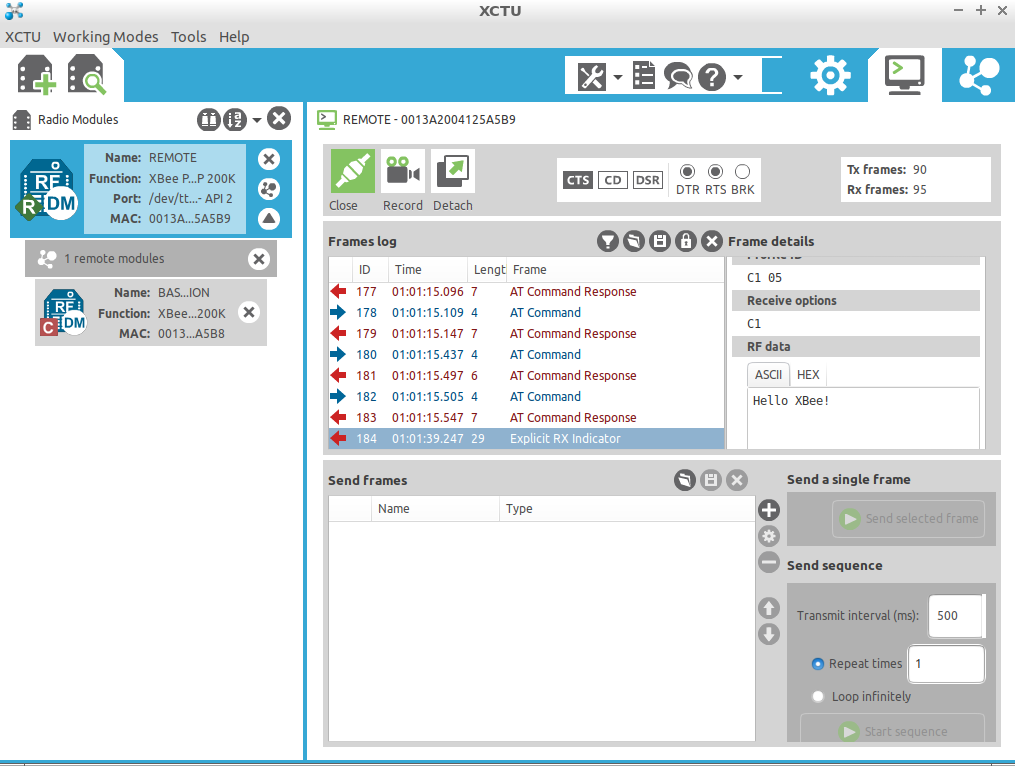 XCTU
XCTU Working Modes Tools Help
Radio Modules
REMOTE - 0013A2004125A5B9
Name: REMOTE
Function: XBee P...P 200K
Port: /dev/tt...- API 2
MAC: 0013A...5A5B9
RF
R DM
1 remote modules
Name: BAS...ION
Function: XBee...200K
MAC: 0013...A5B8
RF
C DM
Close Record Detach
CTS CD DSR DTR RTS BRK
Tx frames: 90
Rx frames: 95
Frames log
ID Time Lengt Frame
177 01:01:15.096 7 AT Command Response
178 01:01:15.109 4 AT Command
179 01:01:15.147 7 AT Command Response
180 01:01:15.437 4 AT Command
181 01:01:15.497 6 AT Command Response
182 01:01:15.505 4 AT Command
183 01:01:15.547 7 AT Command Response
184 01:01:39.247 29 Explicit RX Indicator
Frame details
C1 05
Receive options
C1
RF data
ASCII HEX
Hello XBee!
Send frames
Name Type
Send a single frame
Send selected frame
Send sequence
Transmit interval (ms): 500
Repeat times 1
Loop infinitely
Start sequence